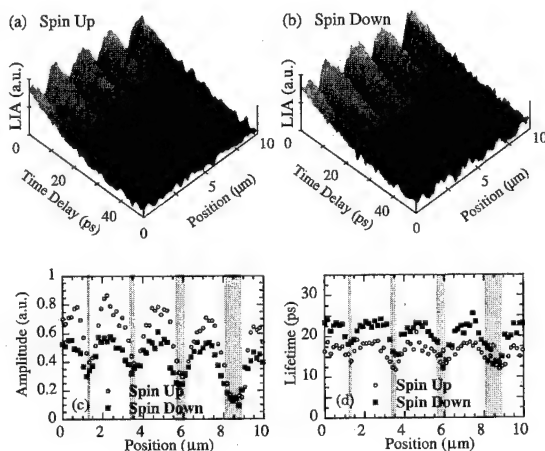 (a) Spin Up
LIA (a.u.)
0
20
40
Time Delay (ps)
0
5
10
Position (μm)
(b) Spin Down
LIA (a.u.)
0
20
40
Time Delay (ps)
0
5
10
Position (μm)
1
0.8
0.6
0.4
0.2
0
Amplitude (a.u.)
(c)
Spin Up
Spin Down
0 2 4 6 8 10
Position (μm)
30
20
10
0
Lifetime (ps)
Spin Up
Spin Down
(d)
0 2 4 6 8 10
Position (μm)